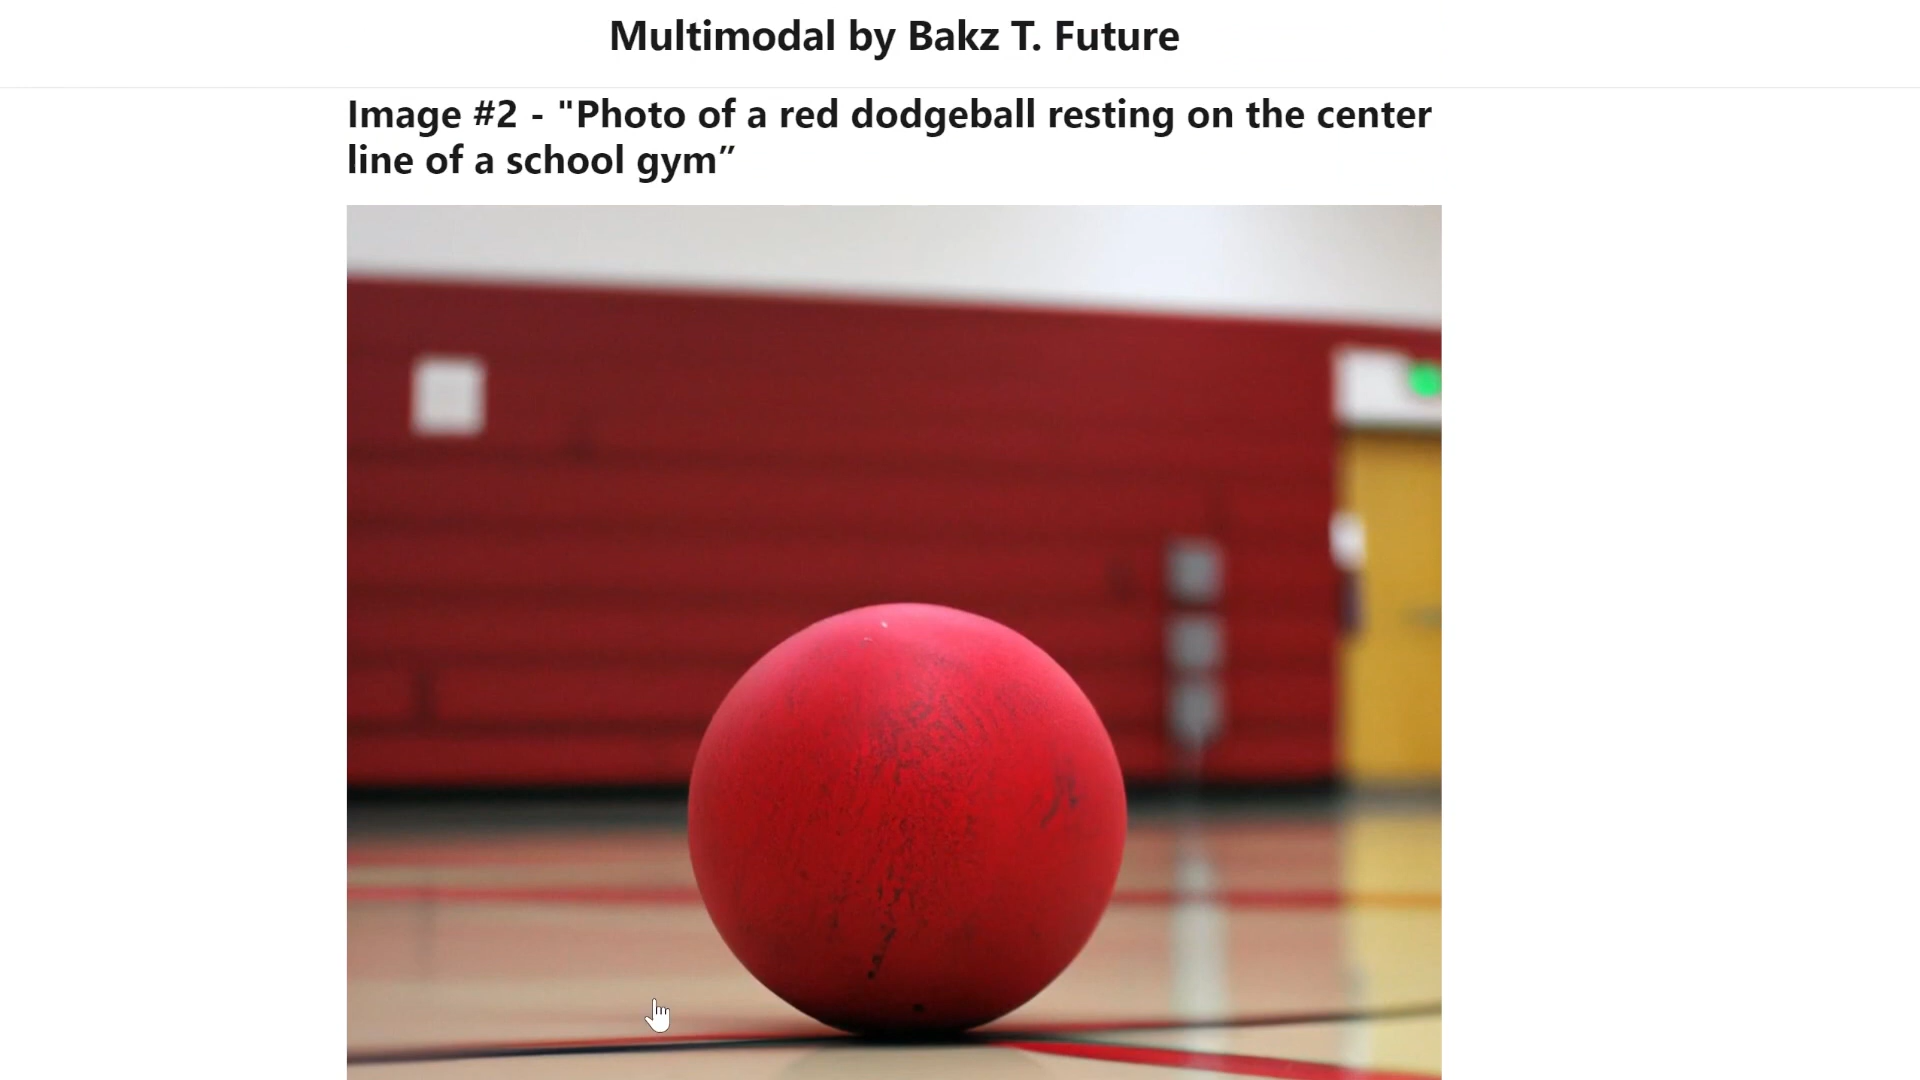 Multimodal by Bakz T. Future
Image #2 - "Photo of a red dodgeball resting on the center
line of a school gym”